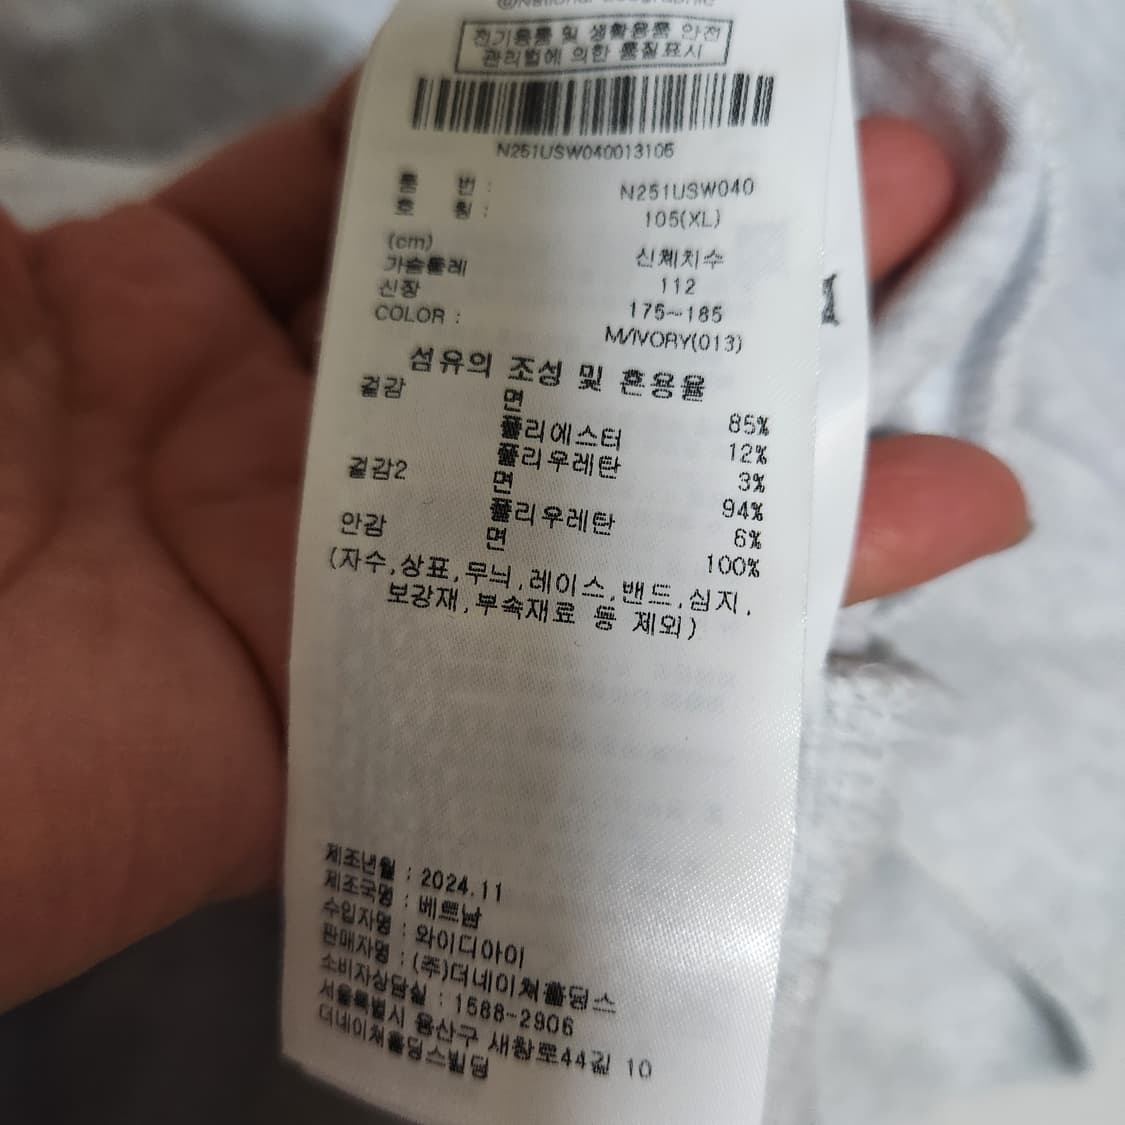 ©National Geographic
전기용품 및 생활용품 안전
관리법에 의한 품질표시
N251USW040013105
품 번 : N251USW040
호 칭 : 105(XL)
(cm) 신체치수
가슴둘레 112
신장 175~185
COLOR : M/IVORY(013)
섬유의 조성 및 혼용율
겉감 면 85%
폴리에스터 12%
폴리우레탄 3%
겉감2 면 94%
폴리우레탄 6%
안감 면 100%
(자수,상표,무늬,레이스,밴드,심지,
보강재,부속재료 등 제외)
제조년월 : 2024.11
제조국명 : 베트남
수입자명 : 와이디아이
판매자명 : (주)더네이쳐홀딩스
소비자상담실 : 1588-2906
서울특별시 용산구 새창로44길 10
더네이쳐홀딩스빌딩